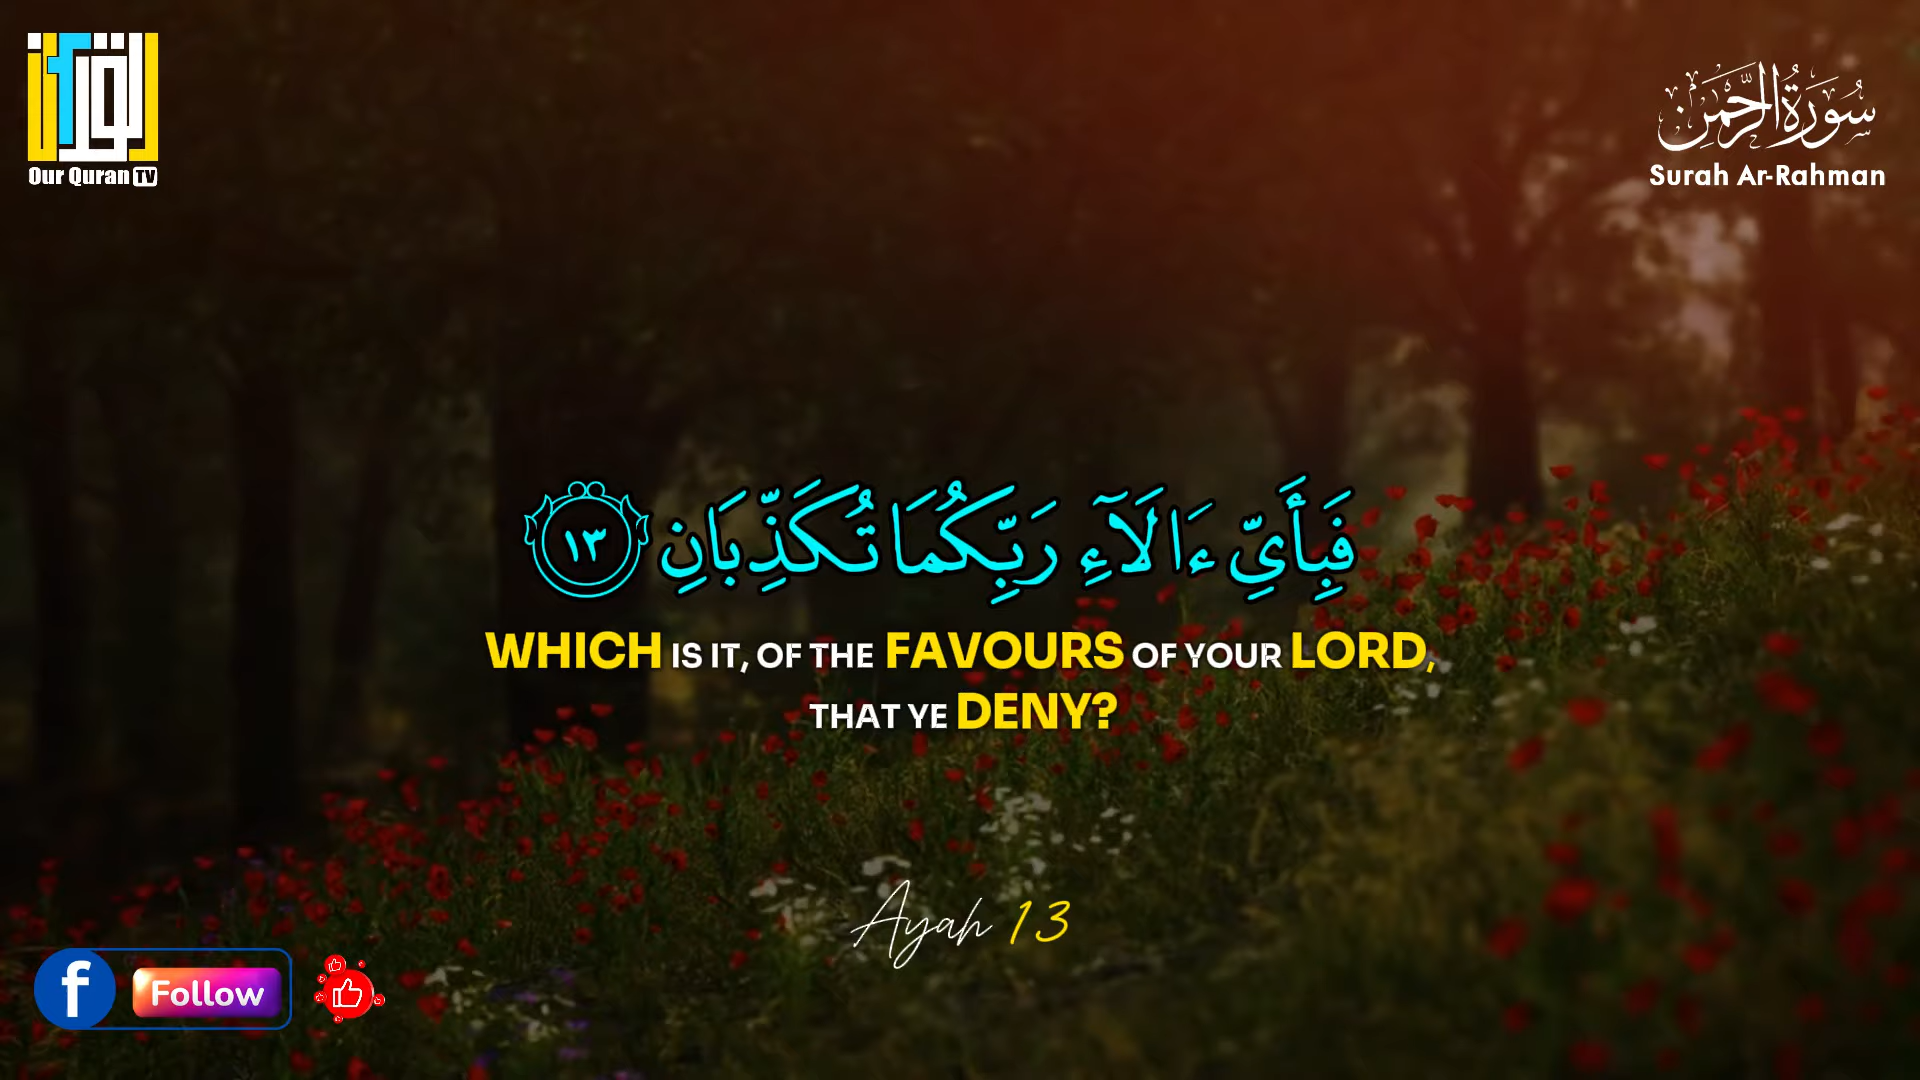 القرآن
Our Quran TV
سُورَةُ الرَّحْمَٰن
Surah Ar-Rahman
فَبِأَيِّ ءَالَآءِ رَبِّكُمَا تُكَذِّبَانِ ١٣
WHICH IS IT, OF THE FAVOURS OF YOUR LORD,
THAT YE DENY?
Ayah 13
f Follow